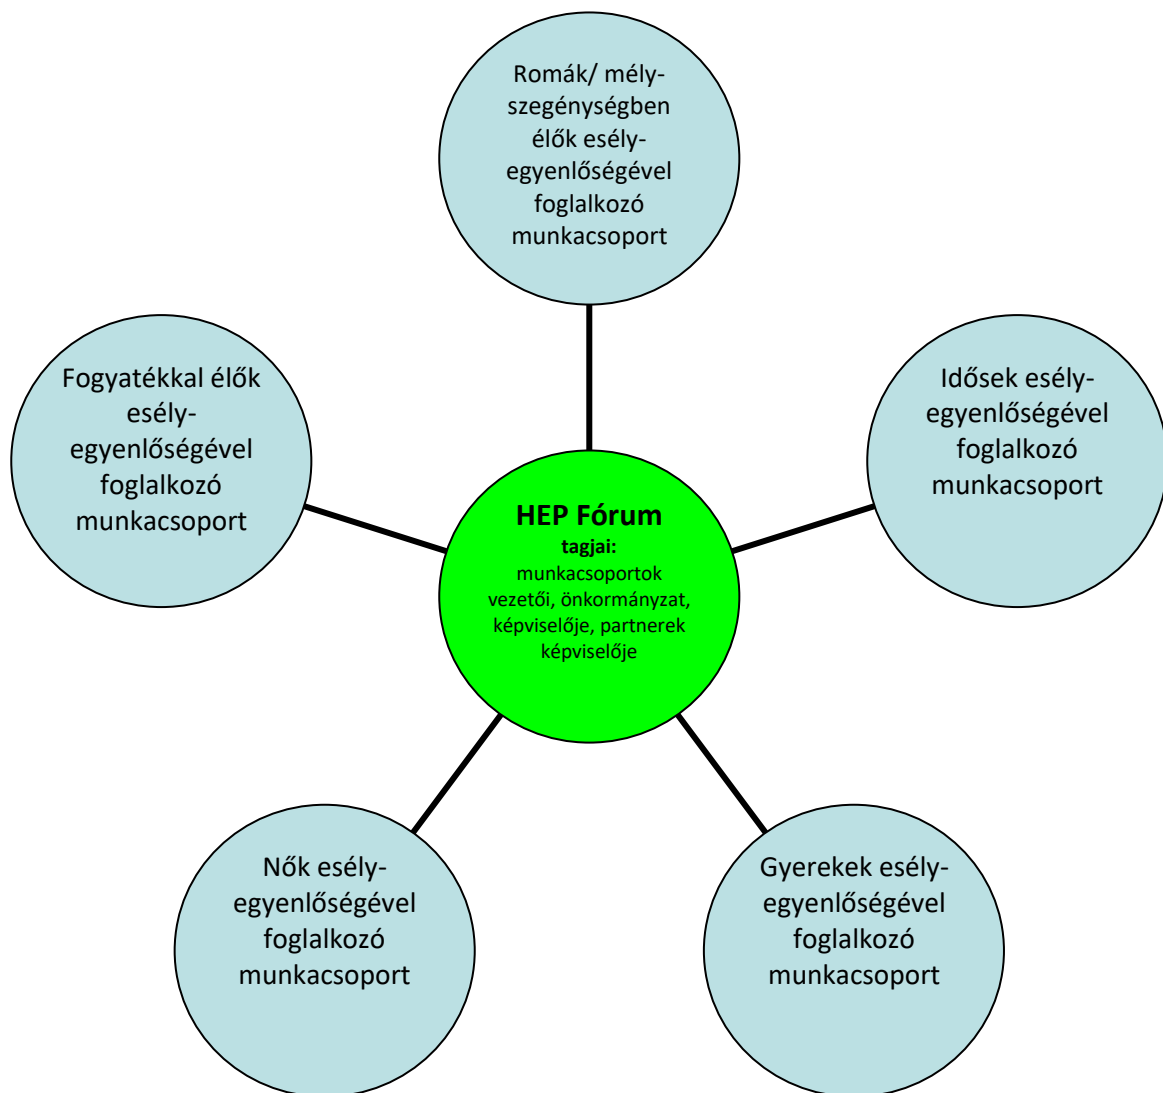 Romák/ mély-
szegénységben
élők esély-
egyenlőségével
foglalkozó
munkacsoport
Fogyatékkal élők
esély-
egyenlőségével
foglalkozó
munkacsoport
Idősek esély-
egyenlőségével
foglalkozó
munkacsoport
HEP Fórum
tagjai:
munkacsoportok
vezetői, önkormányzat,
képviselője, partnerek
képviselője
Nők esély-
egyenlőségével
foglalkozó
munkacsoport
Gyerekek esély-
egyenlőségével
foglalkozó
munkacsoport